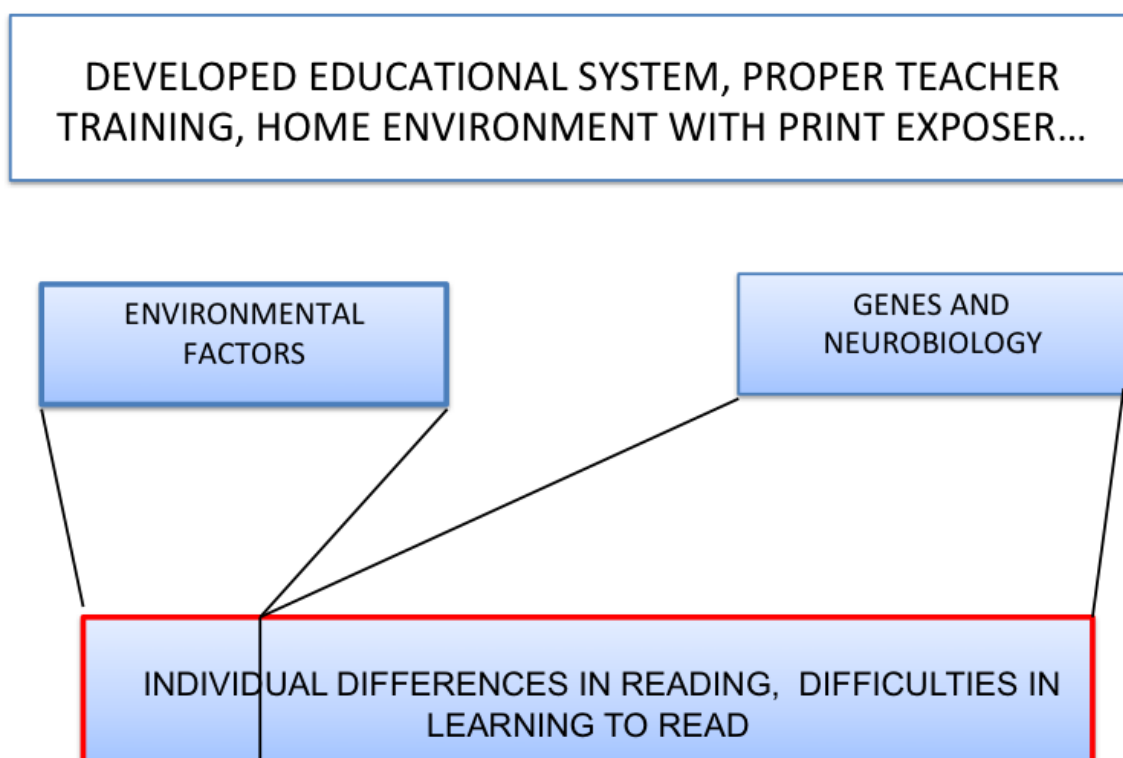 DEVELOPED EDUCATIONAL SYSTEM, PROPER TEACHER
TRAINING, HOME ENVIRONMENT WITH PRINT EXPOSER...
ENVIRONMENTAL
FACTORS
GENES AND
NEUROBIOLOGY
INDIVIDUAL DIFFERENCES IN READING, DIFFICULTIES IN
LEARNING TO READ